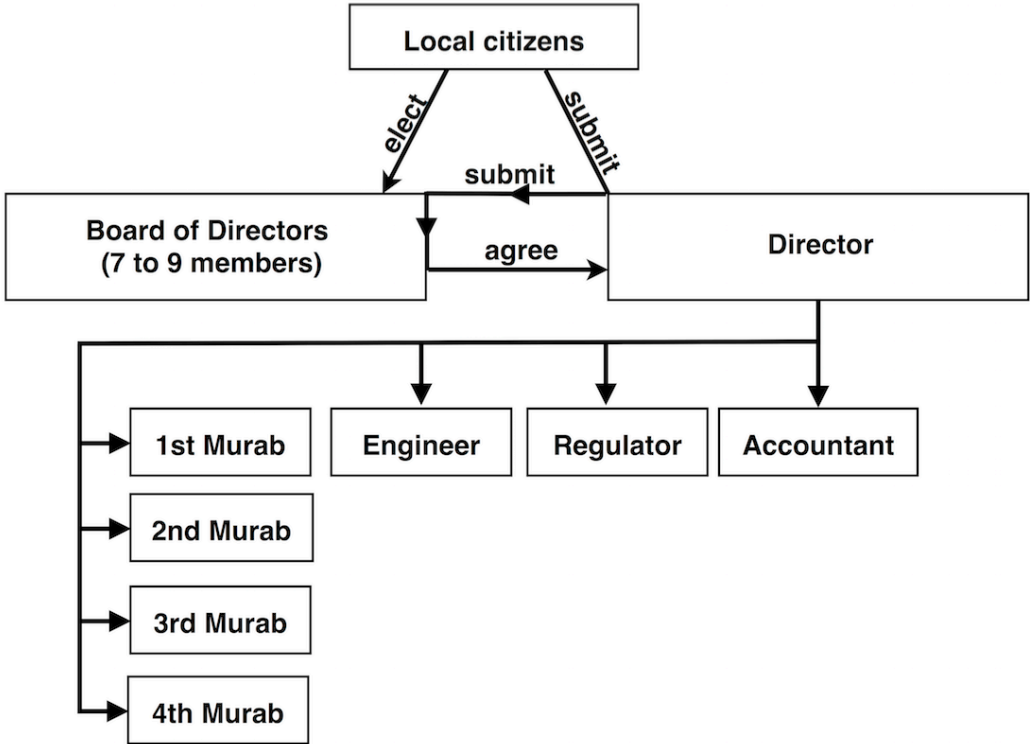 Local citizens
elect
submit
submit
Board of Directors
(7 to 9 members)
agree
Director
1st Murab
Engineer
Regulator
Accountant
2nd Murab
3rd Murab
4th Murab